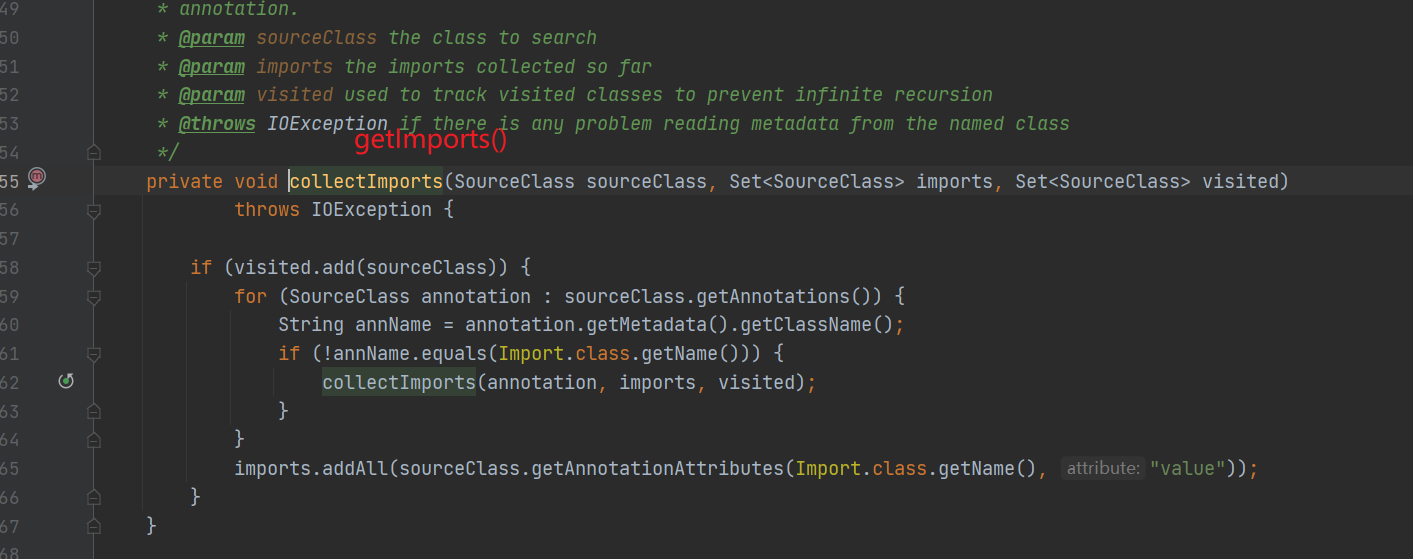 49 * annotation.
50 * @param sourceClass the class to search
51 * @param imports the imports collected so far
52 * @param visited used to track visited classes to prevent infinite recursion
53 * @throws IOException if there is any problem reading metadata from the named class
getImports()
54 */
55 private void collectImports(SourceClass sourceClass, Set<SourceClass> imports, Set<SourceClass> visited)
56 throws IOException {
57
58 if (visited.add(sourceClass)) {
59 for (SourceClass annotation : sourceClass.getAnnotations()) {
60 String annName = annotation.getMetadata().getClassName();
61 if (!annName.equals(Import.class.getName())) {
62 collectImports(annotation, imports, visited);
63 }
64 }
65 imports.addAll(sourceClass.getAnnotationAttributes(Import.class.getName(), attribute: "value"));
66 }
67 }
68